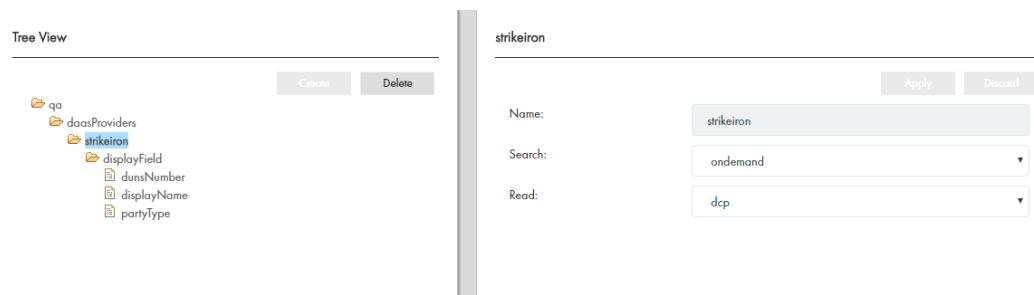 Tree View
Create
Delete
qa
daasProviders
strikeiron
displayField
dunsNumber
displayName
partyType
strikeiron
Apply
Discard
Name:
strikeiron
Search:
ondemand
Read:
dcp